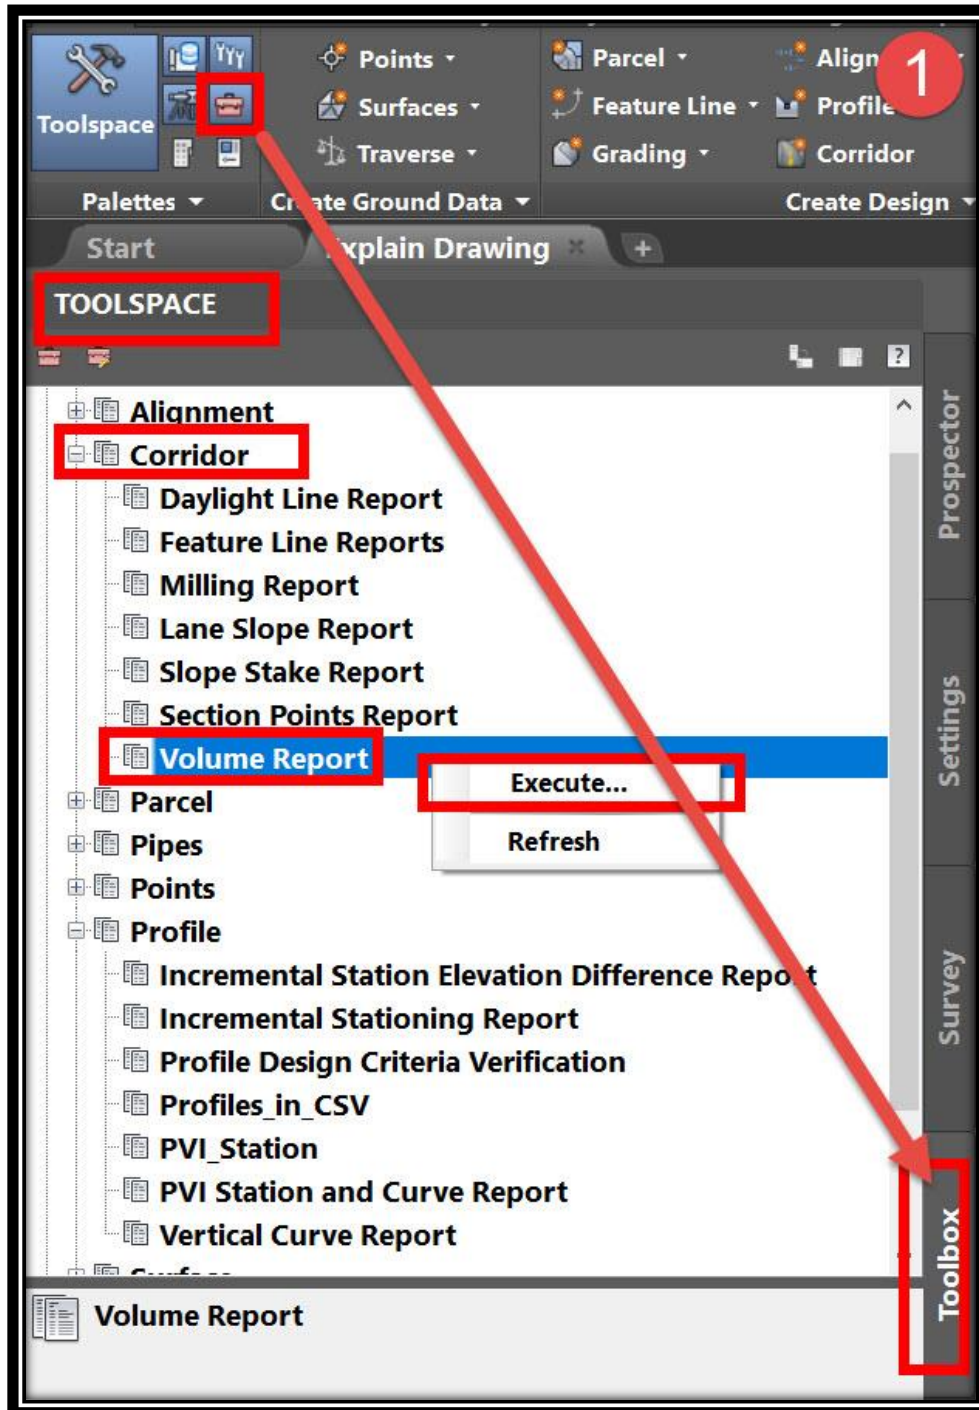 Points
Parcel
Align
1
Toolspace
Surfaces
Feature Line
Profile
Traverse
Grading
Corridor
Palettes
Create Ground Data
Create Design
Start
Explain Drawing
TOOLSPACE
?
Alignment
Corridor
Daylight Line Report
Feature Line Reports
Milling Report
Lane Slope Report
Slope Stake Report
Section Points Report
Volume Report
Execute...
Refresh
Parcel
Pipes
Points
Profile
Incremental Station Elevation Difference Report
Incremental Stationing Report
Profile Design Criteria Verification
Profiles_in_CSV
PVI_Station
PVI Station and Curve Report
Vertical Curve Report
Volume Report
Prospector
Settings
Survey
Toolbox